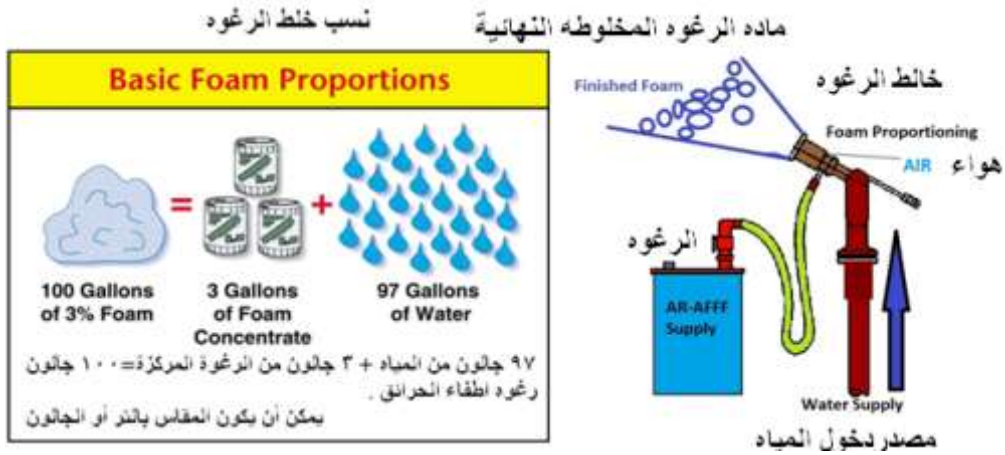 نسب خلط الرغوه
ماده الرغوه المخلوطه النهائية
Basic Foam Proportions
=
+
100 Gallons
of 3% Foam
3 Gallons
of Foam
Concentrate
97 Gallons
of Water
٩٧ جالون من المياه + ٣ جالون من الرغوة المركزة=١٠٠ جالون
رغوه اطفاء الحرائق .
يمكن أن يكون المقاس بالتر أو الجالون
Finished Foam
خالط الرغوه
Foam Proportioning
AIR
هواء
الرغوه
AR-AFFF
Supply
Water Supply
مصدر دخول المياه